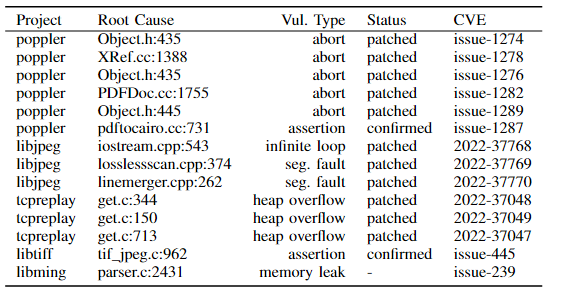 Project Root Cause Vul. Type Status CVE
poppler Object.h:435 abort patched issue-1274
poppler XRef.cc:1388 abort patched issue-1278
poppler Object.h:435 abort patched issue-1276
poppler PDFDoc.cc:1755 abort patched issue-1282
poppler Object.h:445 abort patched issue-1289
poppler pdftocairo.cc:731 assertion confirmed issue-1287
libjpeg iostream.cpp:543 infinite loop patched 2022-37768
libjpeg losslessscan.cpp:374 seg. fault patched 2022-37769
libjpeg linemerger.cpp:262 seg. fault patched 2022-37770
tcpreplay get.c:344 heap overflow patched 2022-37048
tcpreplay get.c:150 heap overflow patched 2022-37049
tcpreplay get.c:713 heap overflow patched 2022-37047
libtiff tif_jpeg.c:962 assertion confirmed issue-445
libming parser.c:2431 memory leak - issue-239